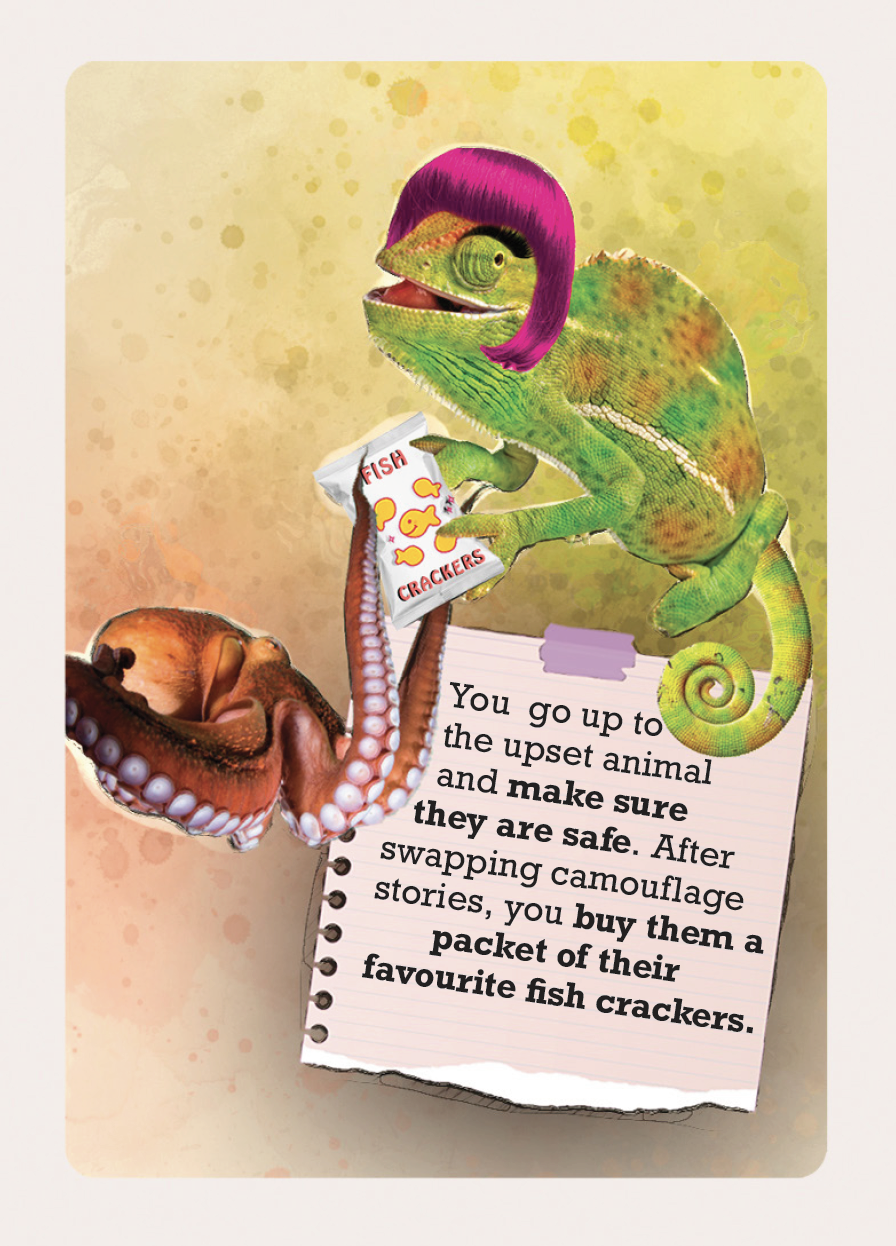 FISH
CRACKERS
You go up to
the upset animal
and make sure
they are safe. After
swapping camouflage
stories, you buy them a
packet of their
favourite fish crackers.